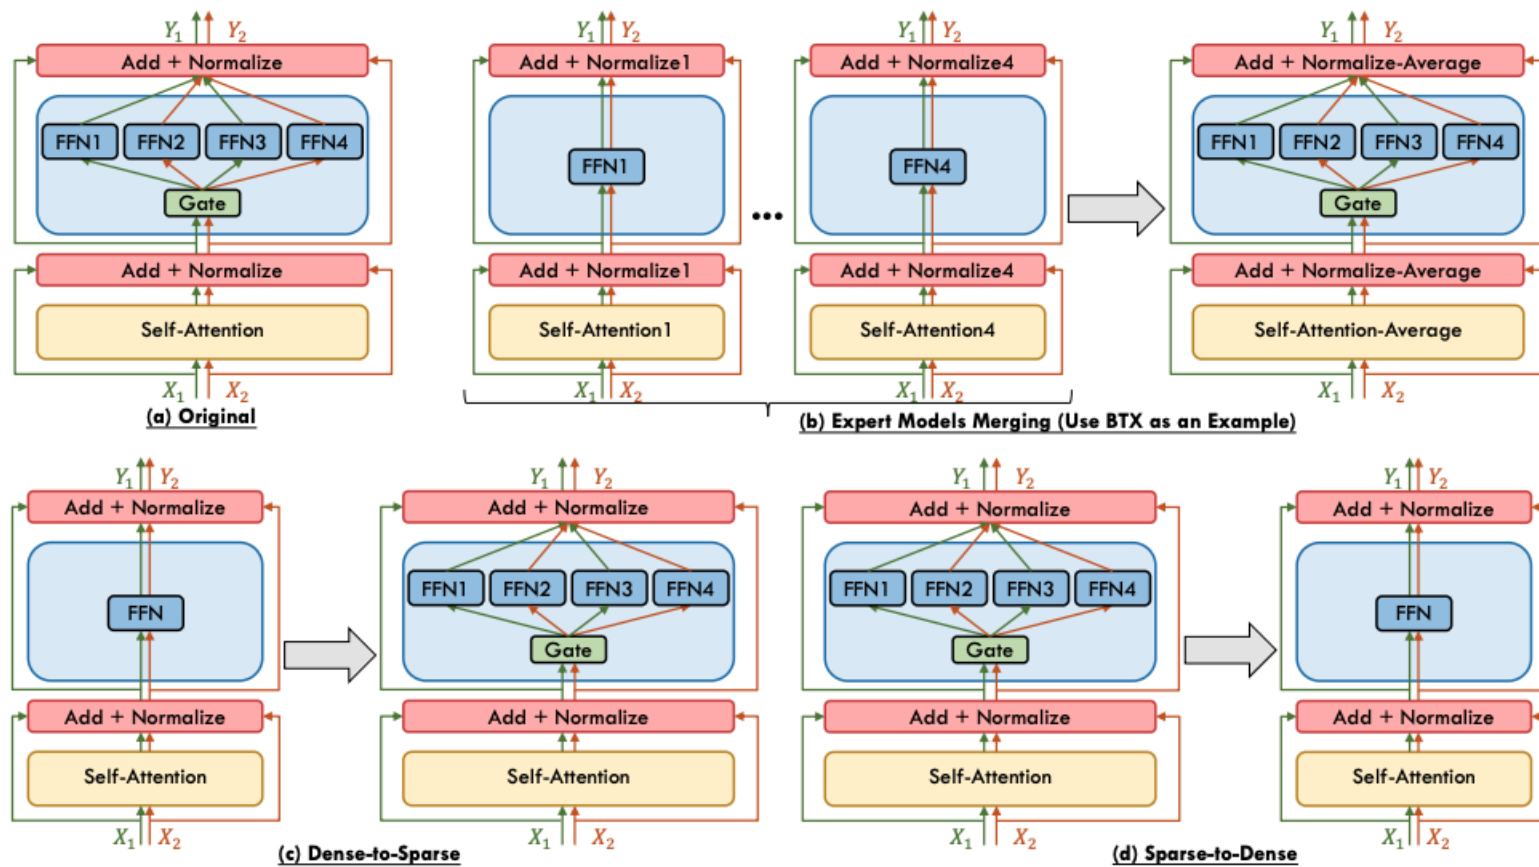 Y1 Y2
Add + Normalize
FFN1 FFN2 FFN3 FFN4
Gate
Add + Normalize
Self-Attention
X1 X2
(a) Original
Y1 Y2
Add + Normalize1
FFN1
Add + Normalize1
Self-Attention1
X1 X2
...
Y1 Y2
Add + Normalize4
FFN4
Add + Normalize4
Self-Attention4
X1 X2
Y1 Y2
Add + Normalize-Average
FFN1 FFN2 FFN3 FFN4
Gate
Add + Normalize-Average
Self-Attention-Average
X1 X2
(b) Expert Models Merging (Use BTX as an Example)
Y1 Y2
Add + Normalize
FFN
Add + Normalize
Self-Attention
X1 X2
Y1 Y2
Add + Normalize
FFN1 FFN2 FFN3 FFN4
Gate
Add + Normalize
Self-Attention
X1 X2
(c) Dense-to-Sparse
Y1 Y2
Add + Normalize
FFN1 FFN2 FFN3 FFN4
Gate
Add + Normalize
Self-Attention
X1 X2
Y1 Y2
Add + Normalize
FFN
Add + Normalize
Self-Attention
X1 X2
(d) Sparse-to-Dense